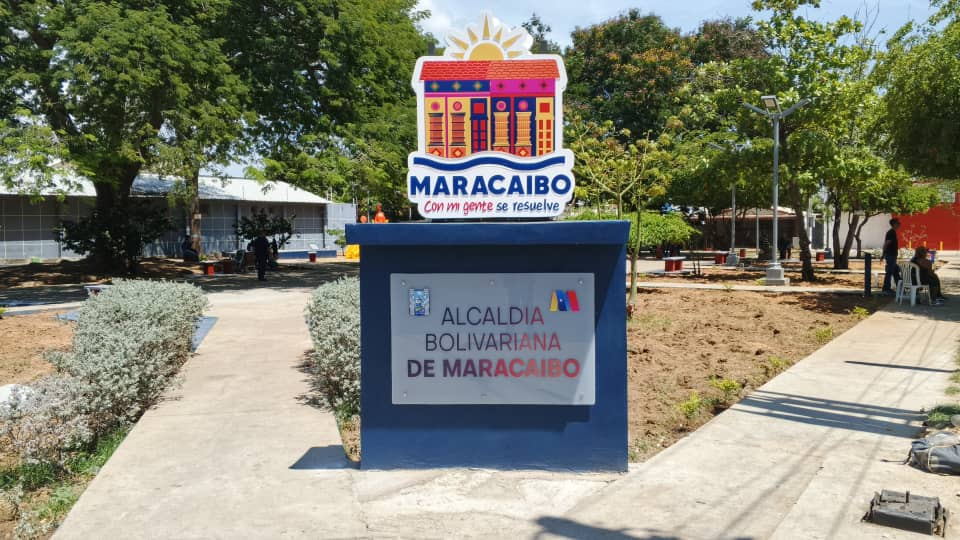 MARACAIBO
Con mi gente se resuelve
ALCALDIA
BOLIVARIANA
DE MARACAIBO